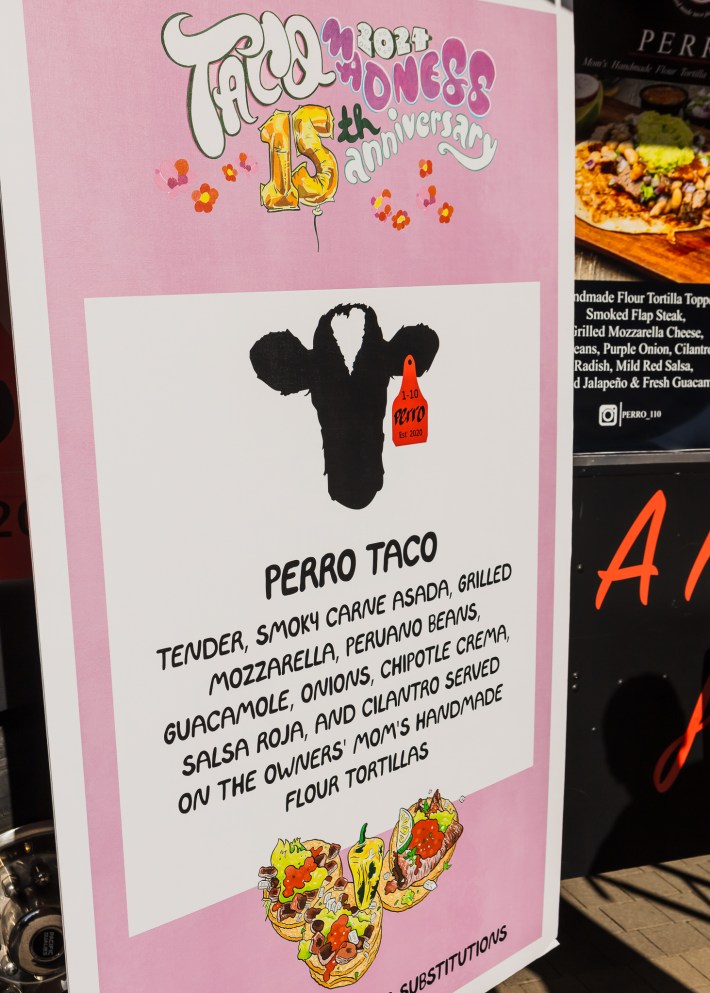 TACO MADNESS
2024
15th anniversary
1-10
Perro
Est 2020
PERRO TACO
TENDER, SMOKY CARNE ASADA, GRILLED
MOZZARELLA, PERUANO BEANS,
GUACAMOLE, ONIONS, CHIPOTLE CREMA,
SALSA ROJA, AND CILANTRO SERVED
ON THE OWNERS' MOM'S HANDMADE
FLOUR TORTILLAS
SUBSTITUTIONS
PERR
Mom's Handmade Flour Tortilla
ndmade Flour Tortilla Topp
Smoked Flap Steak,
Grilled Mozzarella Cheese,
eans, Purple Onion, Cilantro
Radish, Mild Red Salsa,
d Jalapeño & Fresh Guacam
PERRO_110
A